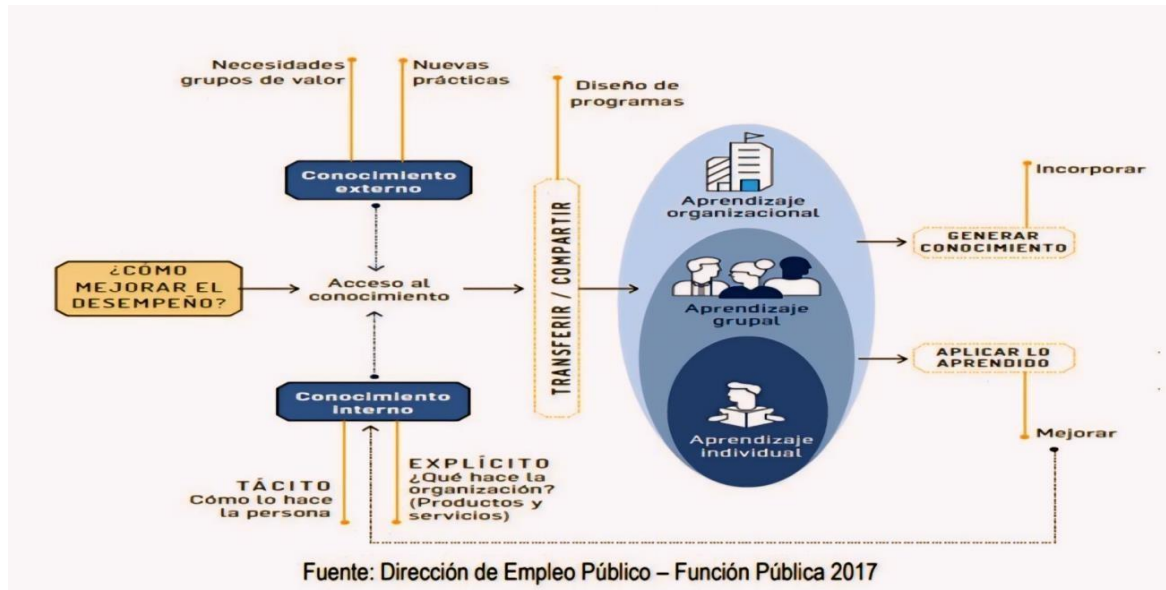 Necesidades
grupos de valor
Nuevas
prácticas
Diseño de
programas
Conocimiento
externo
¿CÓMO
MEJORAR EL
DESEMPEÑO?
Acceso al
conocimiento
TRANSFERIR / COMPARTIR
Aprendizaje
organizacional
Aprendizaje
grupal
Aprendizaje
individual
Incorporar
GENERAR
CONOCIMIENTO
APLICAR LO
APRENDIDO
Mejorar
Conocimiento
interno
TÁCITO
Cómo lo hace
la persona
EXPLÍCITO
¿Qué hace la
organización?
(Productos y
servicios)
Fuente: Dirección de Empleo Público – Función Pública 2017